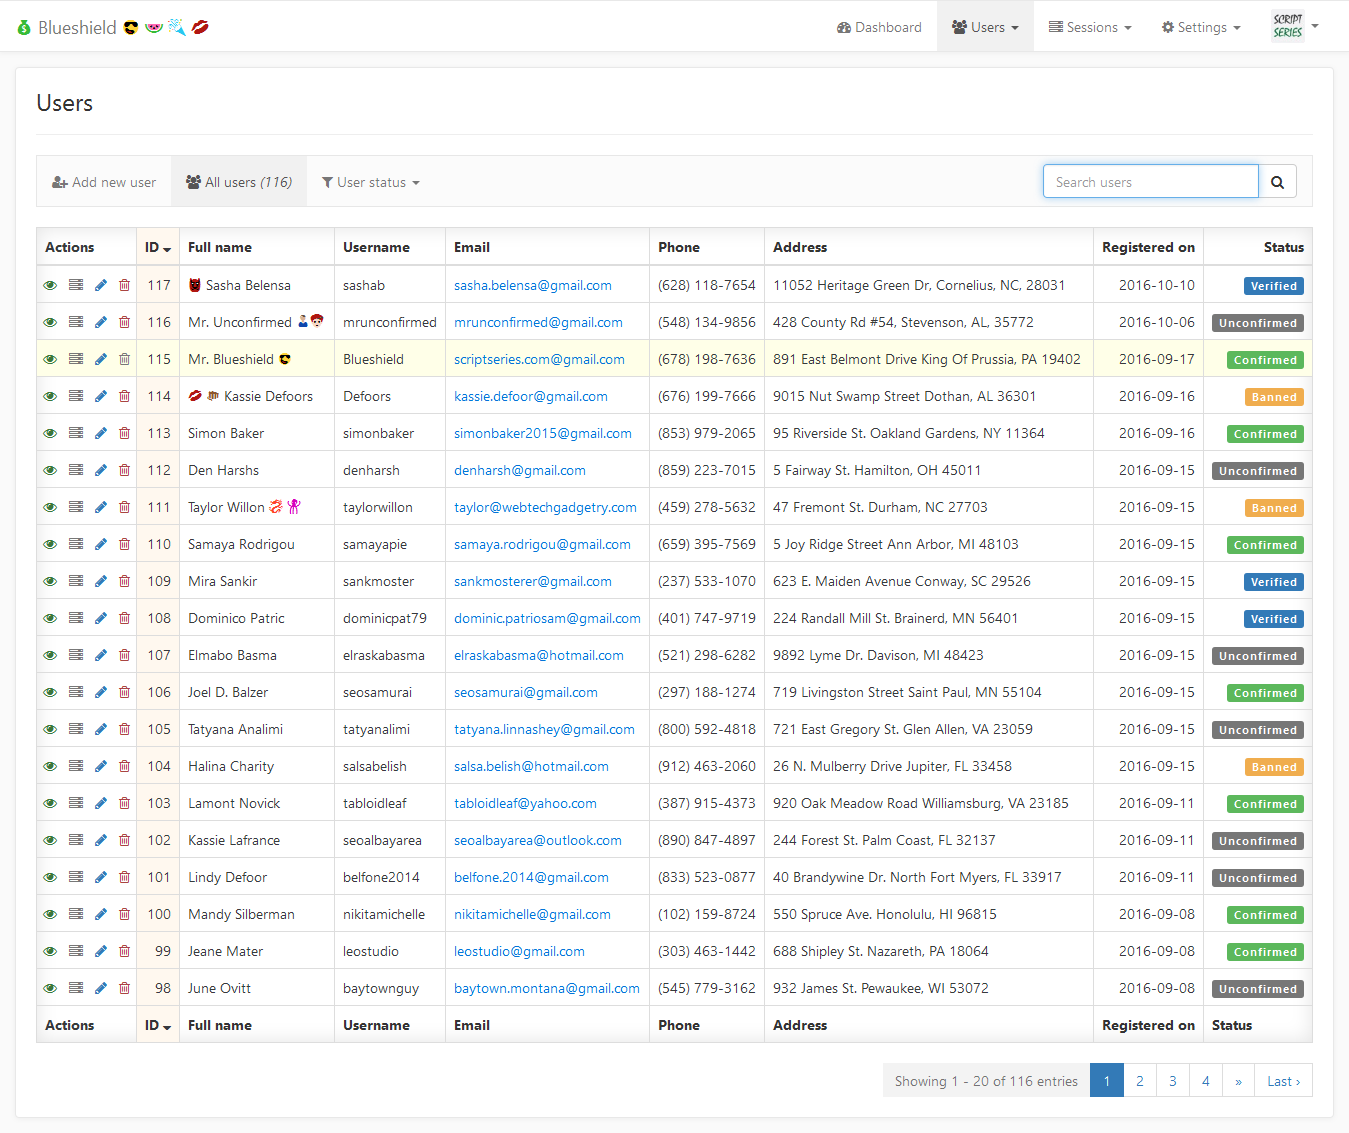 Blueshield Dashboard Users Sessions Settings SCRIPT SERIES
Users
Add new user All users (116) User status Search users
Actions ID Full name Username Email Phone Address Registered on Status
117 Sasha Belensa sashab sasha.belensa@gmail.com (628) 118-7654 11052 Heritage Green Dr, Cornelius, NC, 28031 2016-10-10 Verified
116 Mr. Unconfirmed mrunconfirmed mrunconfirmed@gmail.com (548) 134-9856 428 County Rd #54, Stevenson, AL, 35772 2016-10-06 Unconfirmed
115 Mr. Blueshield Blueshield scriptseries.com@gmail.com (678) 198-7636 891 East Belmont Drive King Of Prussia, PA 19402 2016-09-17 Confirmed
114 Kassie Defoors Defoors kassie.defoor@gmail.com (676) 199-7666 9015 Nut Swamp Street Dothan, AL 36301 2016-09-16 Banned
113 Simon Baker simonbaker simonbaker2015@gmail.com (853) 979-2065 95 Riverside St. Oakland Gardens, NY 11364 2016-09-16 Confirmed
112 Den Harshs denharsh denharsh@gmail.com (859) 223-7015 5 Fairway St. Hamilton, OH 45011 2016-09-15 Unconfirmed
111 Taylor Willon taylorwillon taylor@webtechgadgetry.com (459) 278-5632 47 Fremont St. Durham, NC 27703 2016-09-15 Banned
110 Samaya Rodrigou samayapie samaya.rodrigou@gmail.com (659) 395-7569 5 Joy Ridge Street Ann Arbor, MI 48103 2016-09-15 Confirmed
109 Mira Sankir sankmoster sankmosterer@gmail.com (237) 533-1070 623 E. Maiden Avenue Conway, SC 29526 2016-09-15 Verified
108 Dominico Patric dominicpat79 dominic.patriosam@gmail.com (401) 747-9719 224 Randall Mill St. Brainerd, MN 56401 2016-09-15 Verified
107 Elmabo Basma elraskabasma elraskabasma@hotmail.com (521) 298-6282 9892 Lyme Dr. Davison, MI 48423 2016-09-15 Unconfirmed
106 Joel D. Balzer seosamurai seosamurai@gmail.com (297) 188-1274 719 Livingston Street Saint Paul, MN 55104 2016-09-15 Confirmed
105 Tatyana Analimi tatyanalimi tatyana.linnashey@gmail.com (800) 592-4818 721 East Gregory St. Glen Allen, VA 23059 2016-09-15 Unconfirmed
104 Halina Charity salsabelish salsa.belish@hotmail.com (912) 463-2060 26 N. Mulberry Drive Jupiter, FL 33458 2016-09-15 Banned
103 Lamont Novick tabloidleaf tabloidleaf@yahoo.com (387) 915-4373 920 Oak Meadow Road Williamsburg, VA 23185 2016-09-11 Confirmed
102 Kassie Lafrance seoalbayarea seoalbayarea@outlook.com (890) 847-4897 244 Forest St. Palm Coast, FL 32137 2016-09-11 Unconfirmed
101 Lindy Defoor belfone2014 belfone.2014@gmail.com (833) 523-0877 40 Brandywine Dr. North Fort Myers, FL 33917 2016-09-11 Unconfirmed
100 Mandy Silberman nikitamichelle nikitamichelle@gmail.com (102) 159-8724 550 Spruce Ave. Honolulu, HI 96815 2016-09-08 Confirmed
99 Jeane Mater leostudio leostudio@gmail.com (303) 463-1442 688 Shipley St. Nazareth, PA 18064 2016-09-08 Confirmed
98 June Ovitt baytownguy baytown.montana@gmail.com (545) 779-3162 932 James St. Pewaukee, WI 53072 2016-09-08 Unconfirmed
Actions ID Full name Username Email Phone Address Registered on Status
Showing 1 - 20 of 116 entries 1 2 3 4 » Last ›